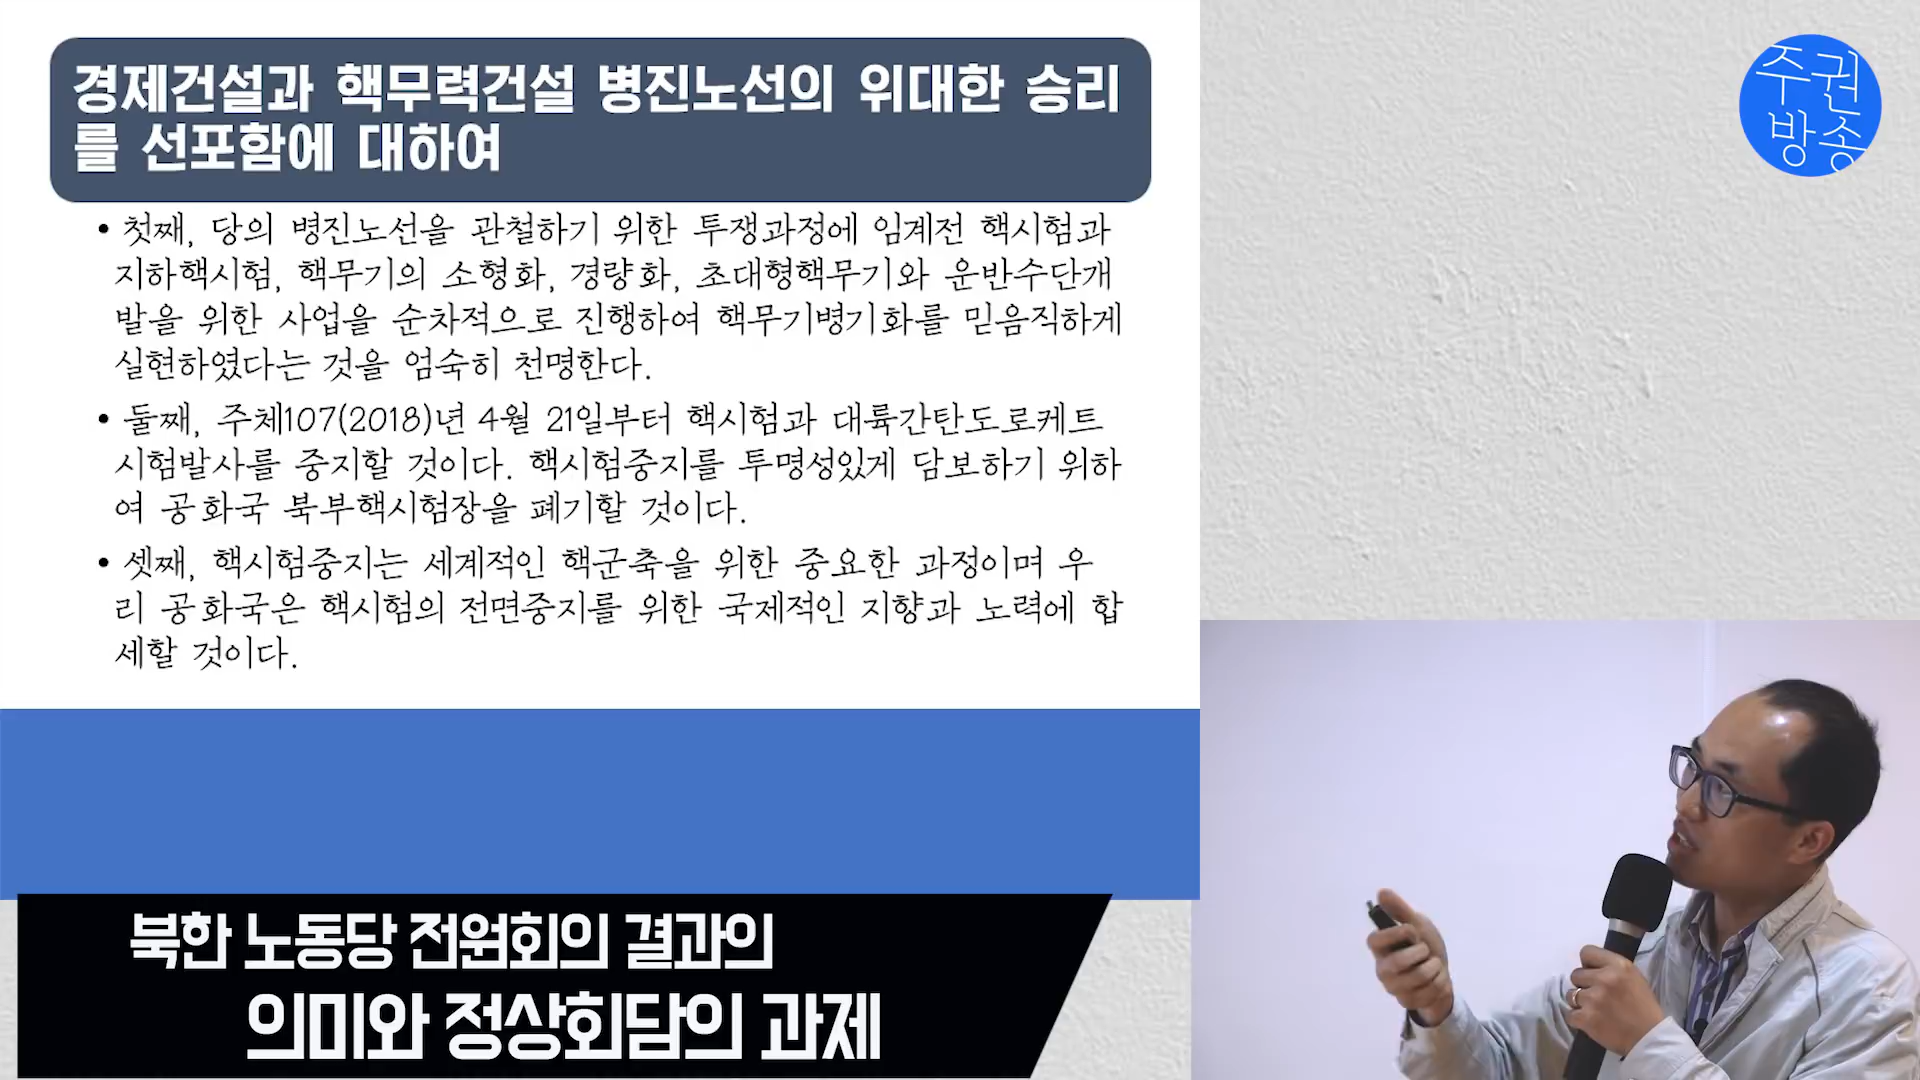 경제건설과 핵무력건설 병진노선의 위대한 승리
를 선포함에 대하여
• 첫째, 당의 병진노선을 관철하기 위한 투쟁과정에 임계전 핵시험과
지하핵시험, 핵무기의 소형화, 경량화, 초대형핵무기와 운반수단개
발을 위한 사업을 순차적으로 진행하여 핵무기병기화를 믿음직하게
실현하였다는 것을 엄숙히 천명한다.
• 둘째, 주체107(2018)년 4월 21일부터 핵시험과 대륙간탄도로케트
시험발사를 중지할 것이다. 핵시험중지를 투명성있게 담보하기 위하
여 공화국 북부핵시험장을 폐기할 것이다.
• 셋째, 핵시험중지는 세계적인 핵군축을 위한 중요한 과정이며 우
리 공화국은 핵시험의 전면중지를 위한 국제적인 지향과 노력에 합
세할 것이다.
주권
방송
북한 노동당 전원회의 결과의
의미와 정상회담의 과제